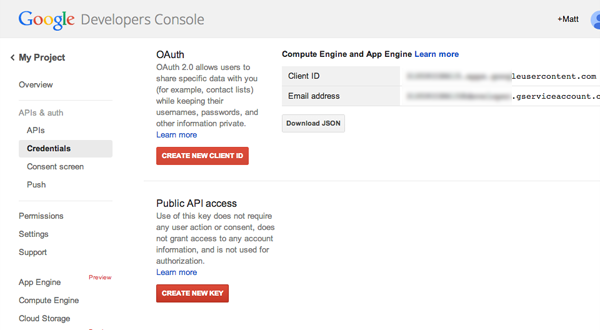 Google Developers Console
+Matt
My Project
Overview
APIs & auth
APIs
Credentials
Consent screen
Push
Permissions
Settings
Support
App Engine
Preview
Compute Engine
Cloud Storage
OAuth
OAuth 2.0 allows users to
share specific data with you
(for example, contact lists)
while keeping their
usernames, passwords, and
other information private.
Learn more
CREATE NEW CLIENT ID
Compute Engine and App Engine Learn more
Client ID
leusercontent.com
Email address
.gserviceaccount.c
Download JSON
Public API access
Use of this key does not require
any user action or consent, does
not grant access to any account
information, and is not used for
authorization.
Learn more
CREATE NEW KEY